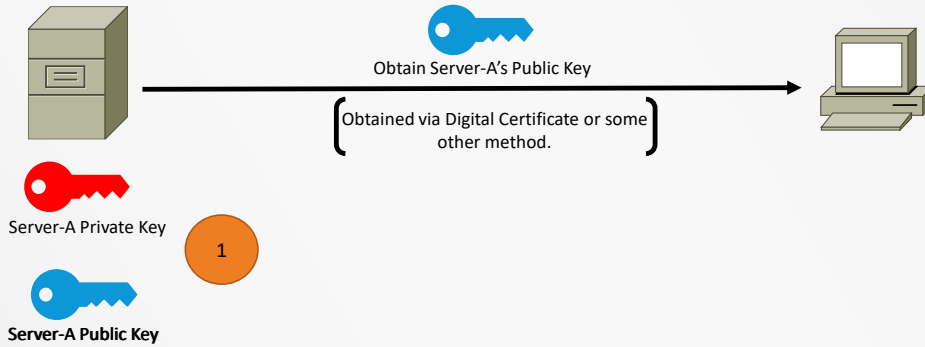 Obtain Server-A's Public Key
Obtained via Digital Certificate or some
other method.
Server-A Private Key
1
Server-A Public Key